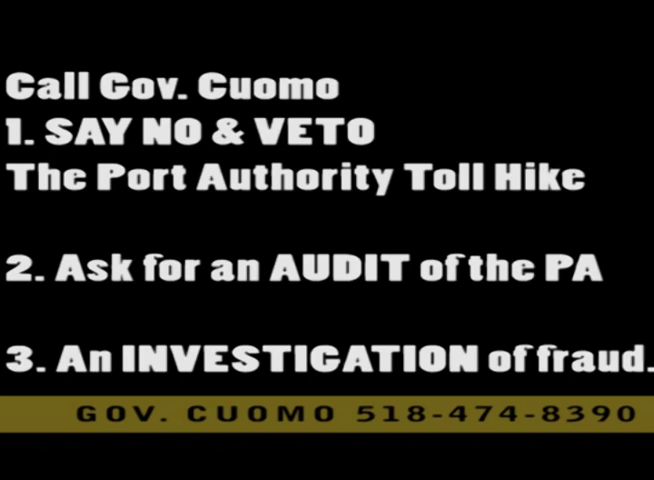 Call Gov. Cuomo
1. SAY NO & VETO
The Port Authority Toll Hike
2. Ask for an AUDIT of the PA
3. An INVESTIGATION of fraud.
GOV. CUOMO 518-474-8390